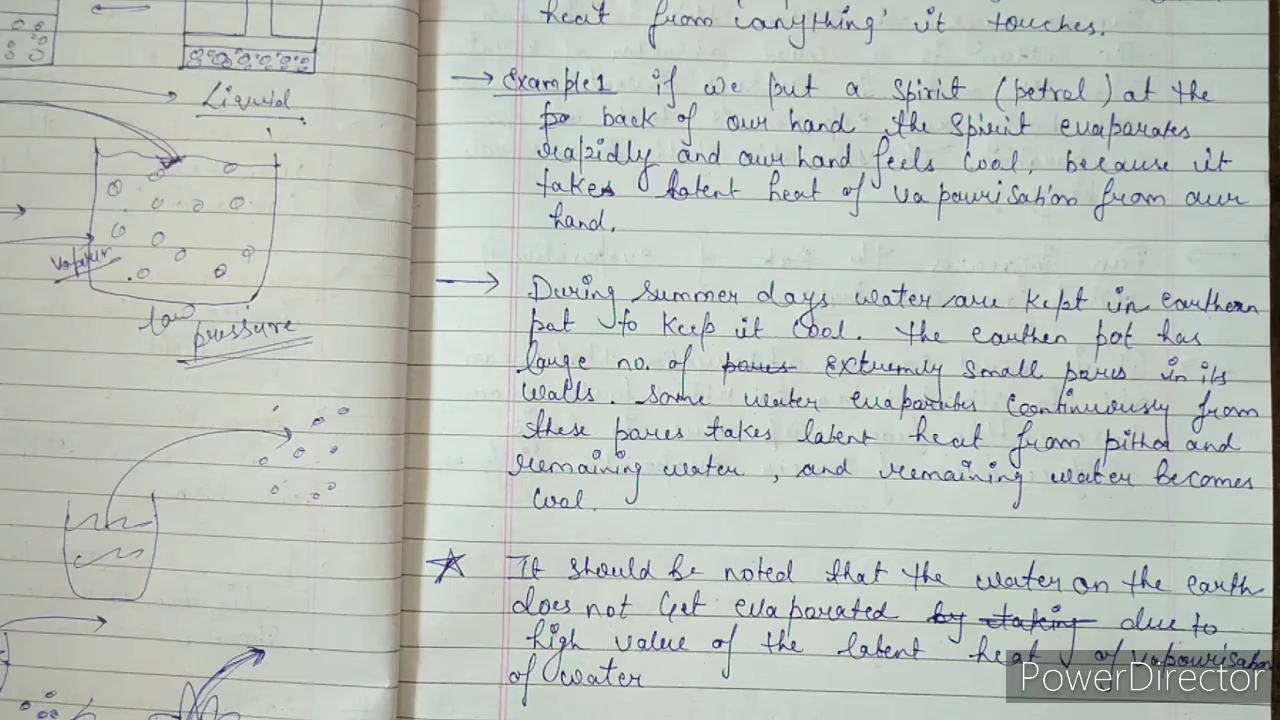 Liquid
vapour
low
pressure
heat from 'anything' it touches.
→ Example 1 if we put a spirit (petrol) at the
back of our hand the spirit evaporates
rapidly and our hand feels cool, because it
takes latent heat of vapourisation from our
hand.
→ During summer days water are kept in earthern
pot to keep it cool. The earthen pot has
large no. of pores extremly small pores in its
walls. Some water evaporates continuously from
these pores takes latent heat from pitha and
remaining water, and remaining water becomes
cool.
☆ It should be noted that the water on the earth
does not get evaporated by taking due to
high value of the latent heat of vapourisation
of water
PowerDirector